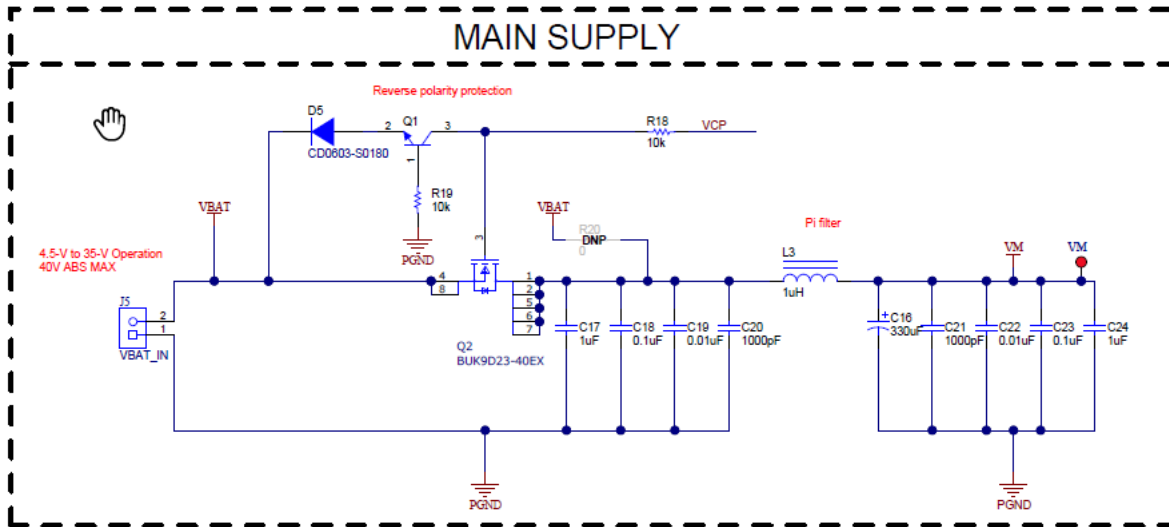 MAIN SUPPLY
Reverse polarity protection
D5
2
Q1
3
R18
VCP
10k
CD0603-S0180
1
R19
10k
VBAT
VBAT
R20
DNP
0
Pi filter
PGND
3
4.5-V to 35-V Operation
40V ABS MAX
L3
1uH
VM
VM
4
8
1
2
5
6
7
J5
2
1
VBAT_IN
C17
1uF
C18
0.1uF
C19
0.01uF
C20
1000pF
+
C16
330uF
C21
1000pF
C22
0.01uF
C23
0.1uF
C24
1uF
Q2
BUK9D23-40EX
PGND
PGND